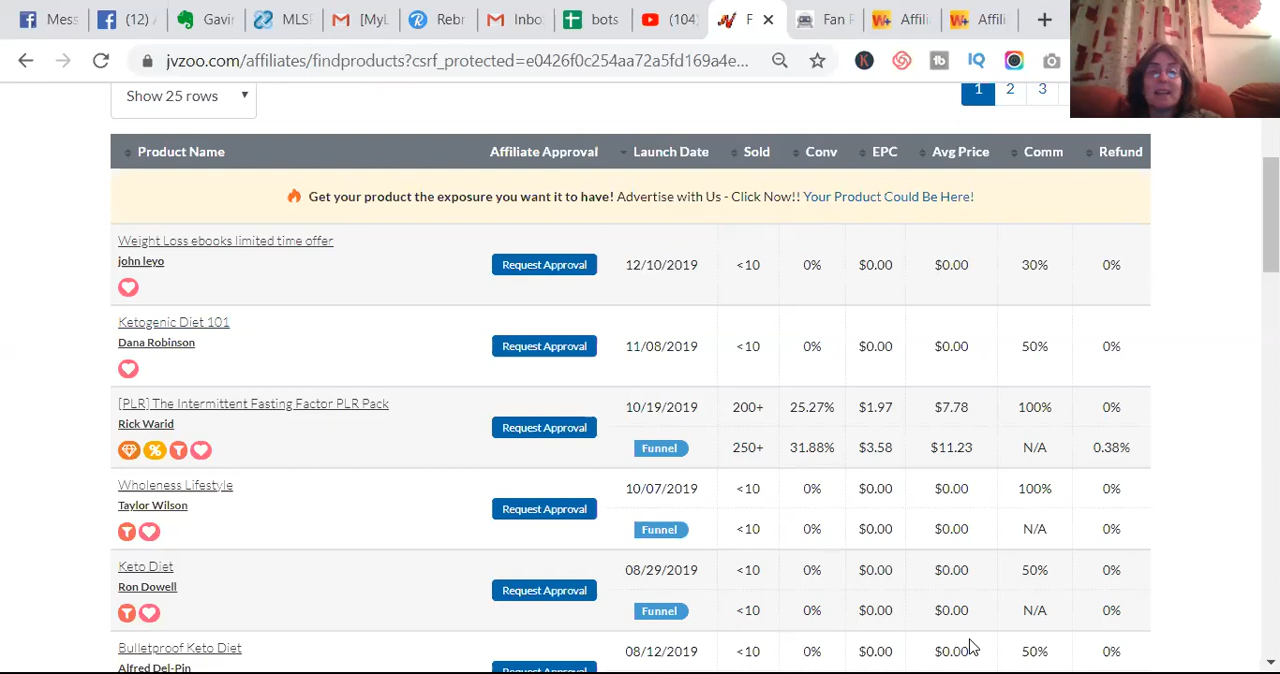 Mess
(12)
Gavir
MLSI
[MyL
Rebr
Inbo
bots
(104)
F
Fan F
Affili
Affili
jvzoo.com/affiliates/findproducts?csrf_protected=e0426f0c254aa72a5fd169a4e...
Show 25 rows
1 2 3
Product Name Affiliate Approval Launch Date Sold Conv EPC Avg Price Comm Refund
Get your product the exposure you want it to have! Advertise with Us - Click Now!! Your Product Could Be Here!
Weight Loss ebooks limited time offer
john leyo
Request Approval 12/10/2019 <10 0% $0.00 $0.00 30% 0%
Ketogenic Diet 101
Dana Robinson
Request Approval 11/08/2019 <10 0% $0.00 $0.00 50% 0%
[PLR] The Intermittent Fasting Factor PLR Pack
Rick Warid
Request Approval
10/19/2019 200+ 25.27% $1.97 $7.78 100% 0%
Funnel 250+ 31.88% $3.58 $11.23 N/A 0.38%
Wholeness Lifestyle
Taylor Wilson
Request Approval
10/07/2019 <10 0% $0.00 $0.00 100% 0%
Funnel <10 0% $0.00 $0.00 N/A 0%
Keto Diet
Ron Dowell
Request Approval
08/29/2019 <10 0% $0.00 $0.00 50% 0%
Funnel <10 0% $0.00 $0.00 N/A 0%
Bulletproof Keto Diet
Alfred Del-Pin
Request Approval
08/12/2019 <10 0% $0.00 $0.00 50% 0%